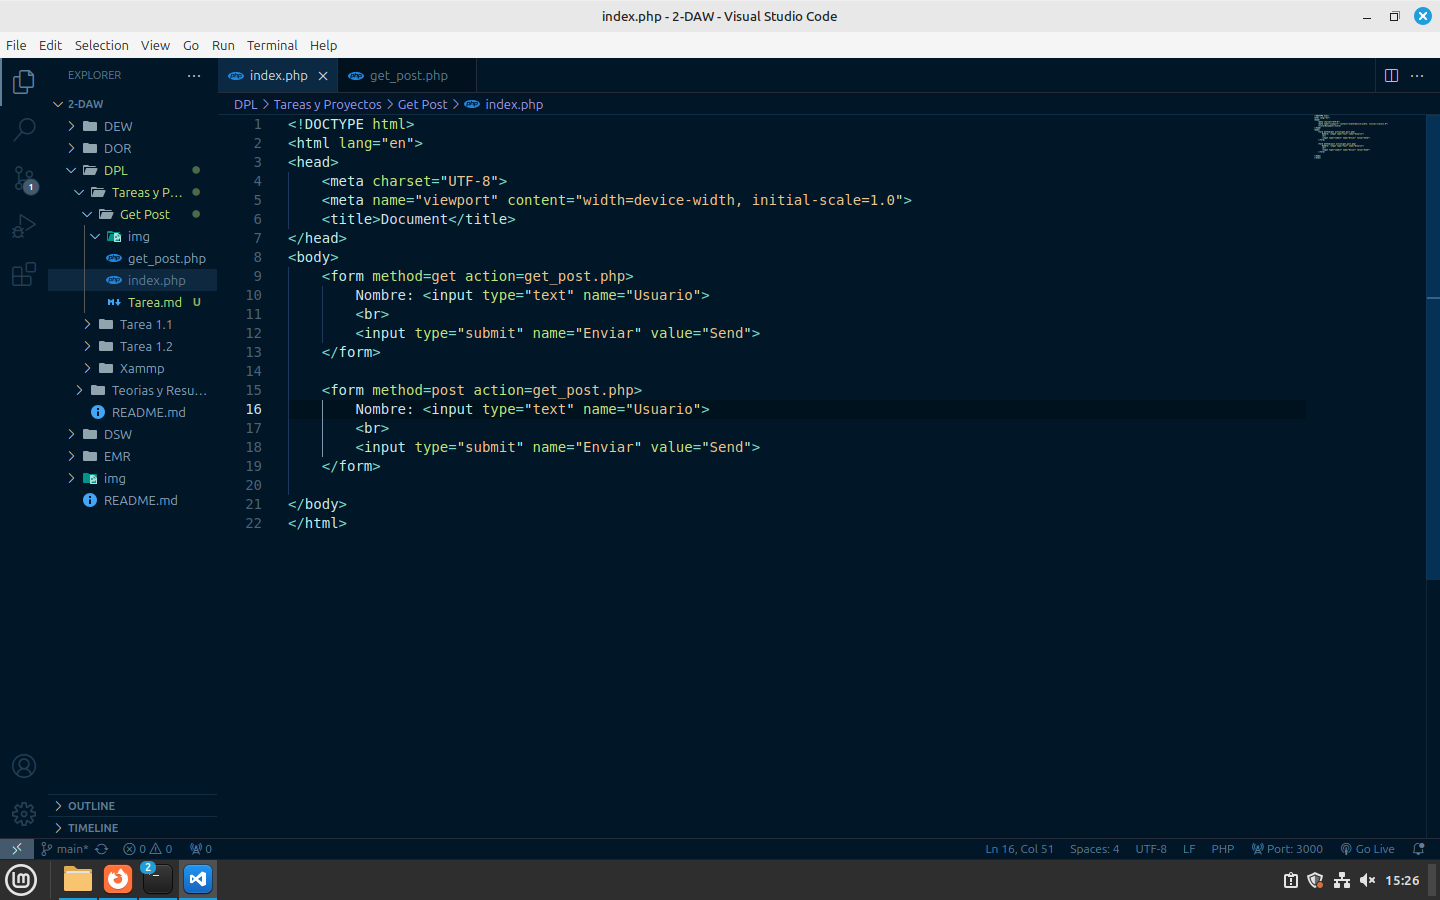 index.php - 2-DAW - Visual Studio Code
File Edit Selection View Go Run Terminal Help
EXPLORER
2-DAW
DEW
DOR
DPL
Tareas y P...
Get Post
img
get_post.php
index.php
Tarea.md U
Tarea 1.1
Tarea 1.2
Xammp
Teorias y Resu...
README.md
DSW
EMR
img
README.md
OUTLINE
TIMELINE
1
index.php
get_post.php
DPL > Tareas y Proyectos > Get Post > index.php
1 <!DOCTYPE html>
2 <html lang="en">
3 <head>
4 <meta charset="UTF-8">
5 <meta name="viewport" content="width=device-width, initial-scale=1.0">
6 <title>Document</title>
7 </head>
8 <body>
9 <form method=get action=get_post.php>
10 Nombre: <input type="text" name="Usuario">
11 <br>
12 <input type="submit" name="Enviar" value="Send">
13 </form>
14
15 <form method=post action=get_post.php>
16 Nombre: <input type="text" name="Usuario">
17 <br>
18 <input type="submit" name="Enviar" value="Send">
19 </form>
20
21 </body>
22 </html>
main* 0 0 0 Ln 16, Col 51 Spaces: 4 UTF-8 LF PHP Port: 3000 Go Live
2
15:26